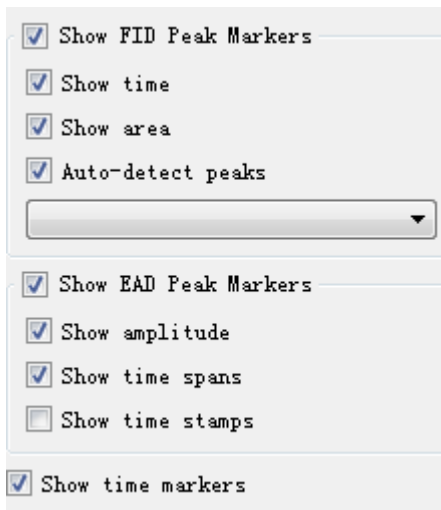 Show FID Peak Markers
Show time
Show area
Auto-detect peaks
Show EAD Peak Markers
Show amplitude
Show time spans
Show time stamps
Show time markers